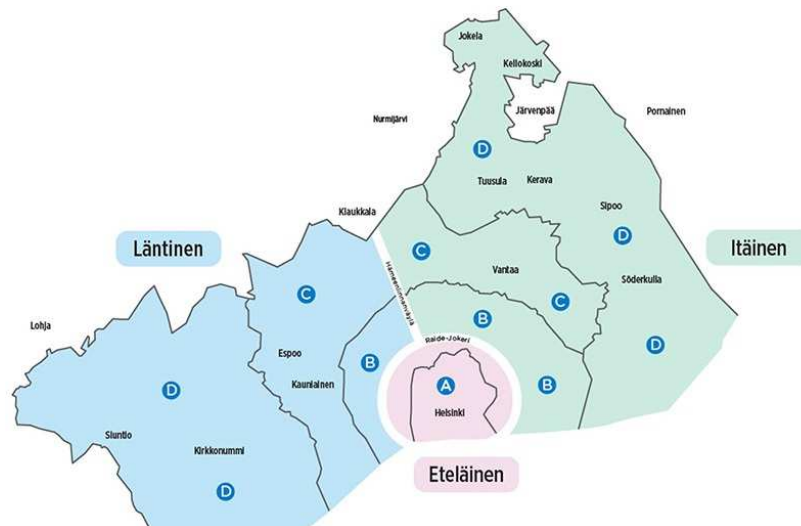 Jokela
Kellokoski
Järvenpää
Nurmijärvi
Pornainen
D
Tuusula
Kerava
Klaukkala
Sipoo
D
Läntinen
Itäinen
C
Vantaa
Hämeenlinnanväylä
Söderkulla
C
C
B
Lohja
Raide-Jokeri
D
Espoo
B
Kauniainen
D
A
B
Helsinki
Siuntio
Kirkkonummi
Eteläinen
D